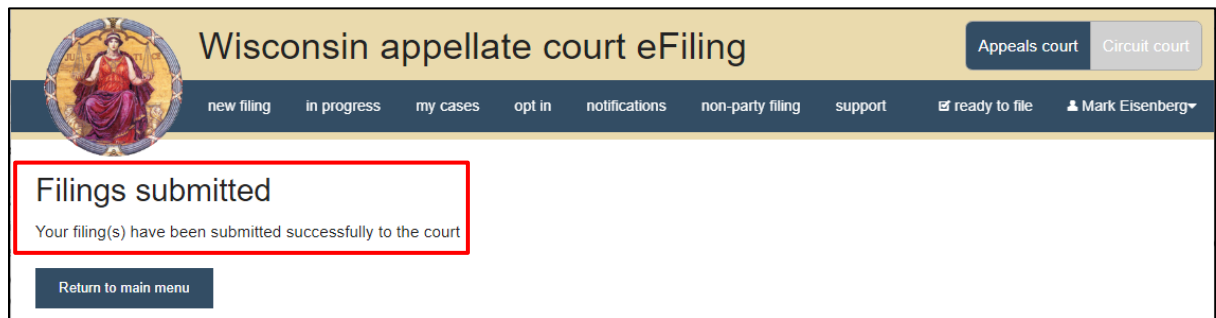 Wisconsin appellate court eFiling
Appeals court Circuit court
new filing in progress my cases opt in notifications non-party filing support ready to file Mark Eisenberg
Filings submitted
Your filing(s) have been submitted successfully to the court
Return to main menu